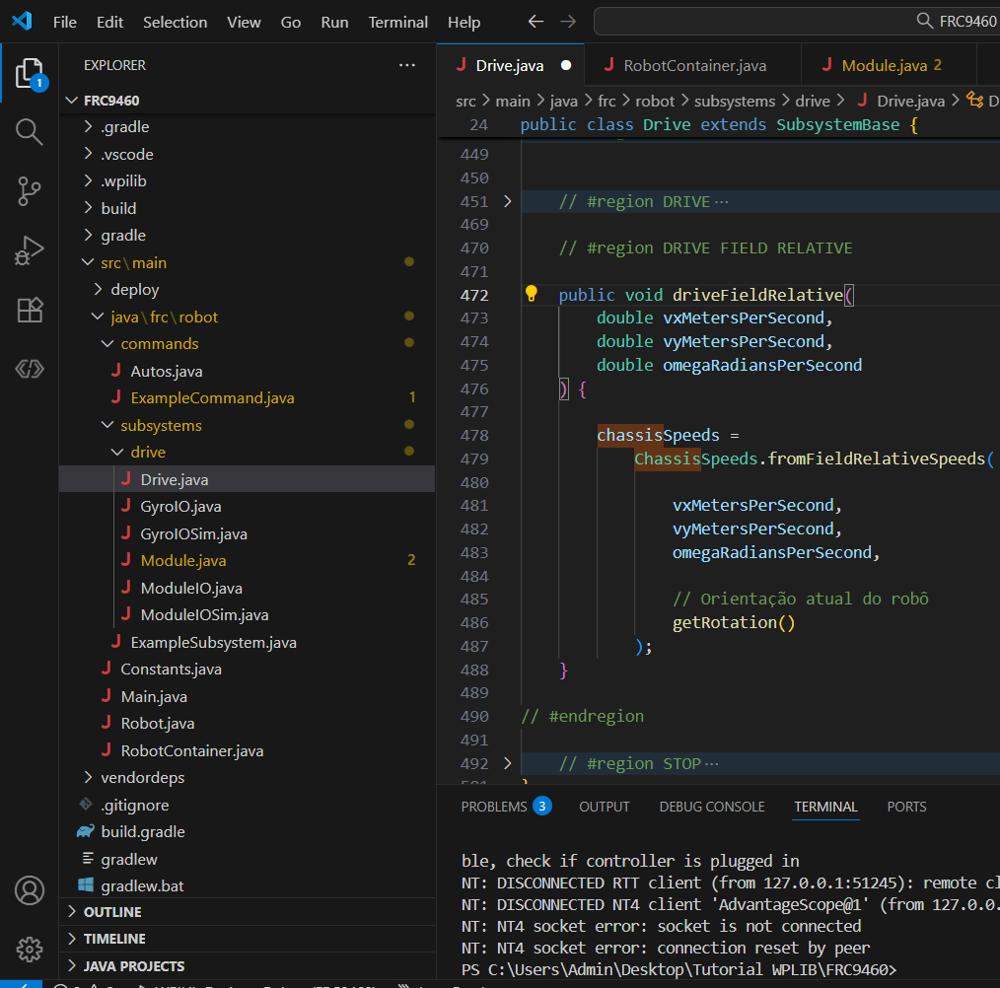 File Edit Selection View Go Run Terminal Help FRC9460
EXPLORER
FRC9460
.gradle
.vscode
.wpilib
build
gradle
src\main
deploy
java\frc\robot
commands
Autos.java
ExampleCommand.java 1
subsystems
drive
Drive.java
GyroIO.java
GyroIOSim.java
Module.java 2
ModuleIO.java
ModuleIOSim.java
ExampleSubsystem.java
Constants.java
Main.java
Robot.java
RobotContainer.java
vendordeps
.gitignore
build.gradle
gradlew
gradlew.bat
OUTLINE
TIMELINE
JAVA PROJECTS
1
Drive.java RobotContainer.java Module.java 2
src > main > java > frc > robot > subsystems > drive > Drive.java > D
24 public class Drive extends SubsystemBase {
449
450
451 // #region DRIVE ···
469
470 // #region DRIVE FIELD RELATIVE
471
472 public void driveFieldRelative(
473 double vxMetersPerSecond,
474 double vyMetersPerSecond,
475 double omegaRadiansPerSecond
476 ) {
477
478 chassisSpeeds =
479 ChassisSpeeds.fromFieldRelativeSpeeds(
480
481 vxMetersPerSecond,
482 vyMetersPerSecond,
483 omegaRadiansPerSecond,
484
485 // Orientação atual do robô
486 getRotation()
487 );
488 }
489
490 // #endregion
491
492 // #region STOP ···
PROBLEMS 3 OUTPUT DEBUG CONSOLE TERMINAL PORTS
ble, check if controller is plugged in
NT: DISCONNECTED RTT client (from 127.0.0.1:51245): remote cl
NT: DISCONNECTED NT4 client 'AdvantageScope@1' (from 127.0.0.
NT: NT4 socket error: socket is not connected
NT: NT4 socket error: connection reset by peer
PS C:\Users\Admin\Desktop\Tutorial WPLIB\FRC9460>